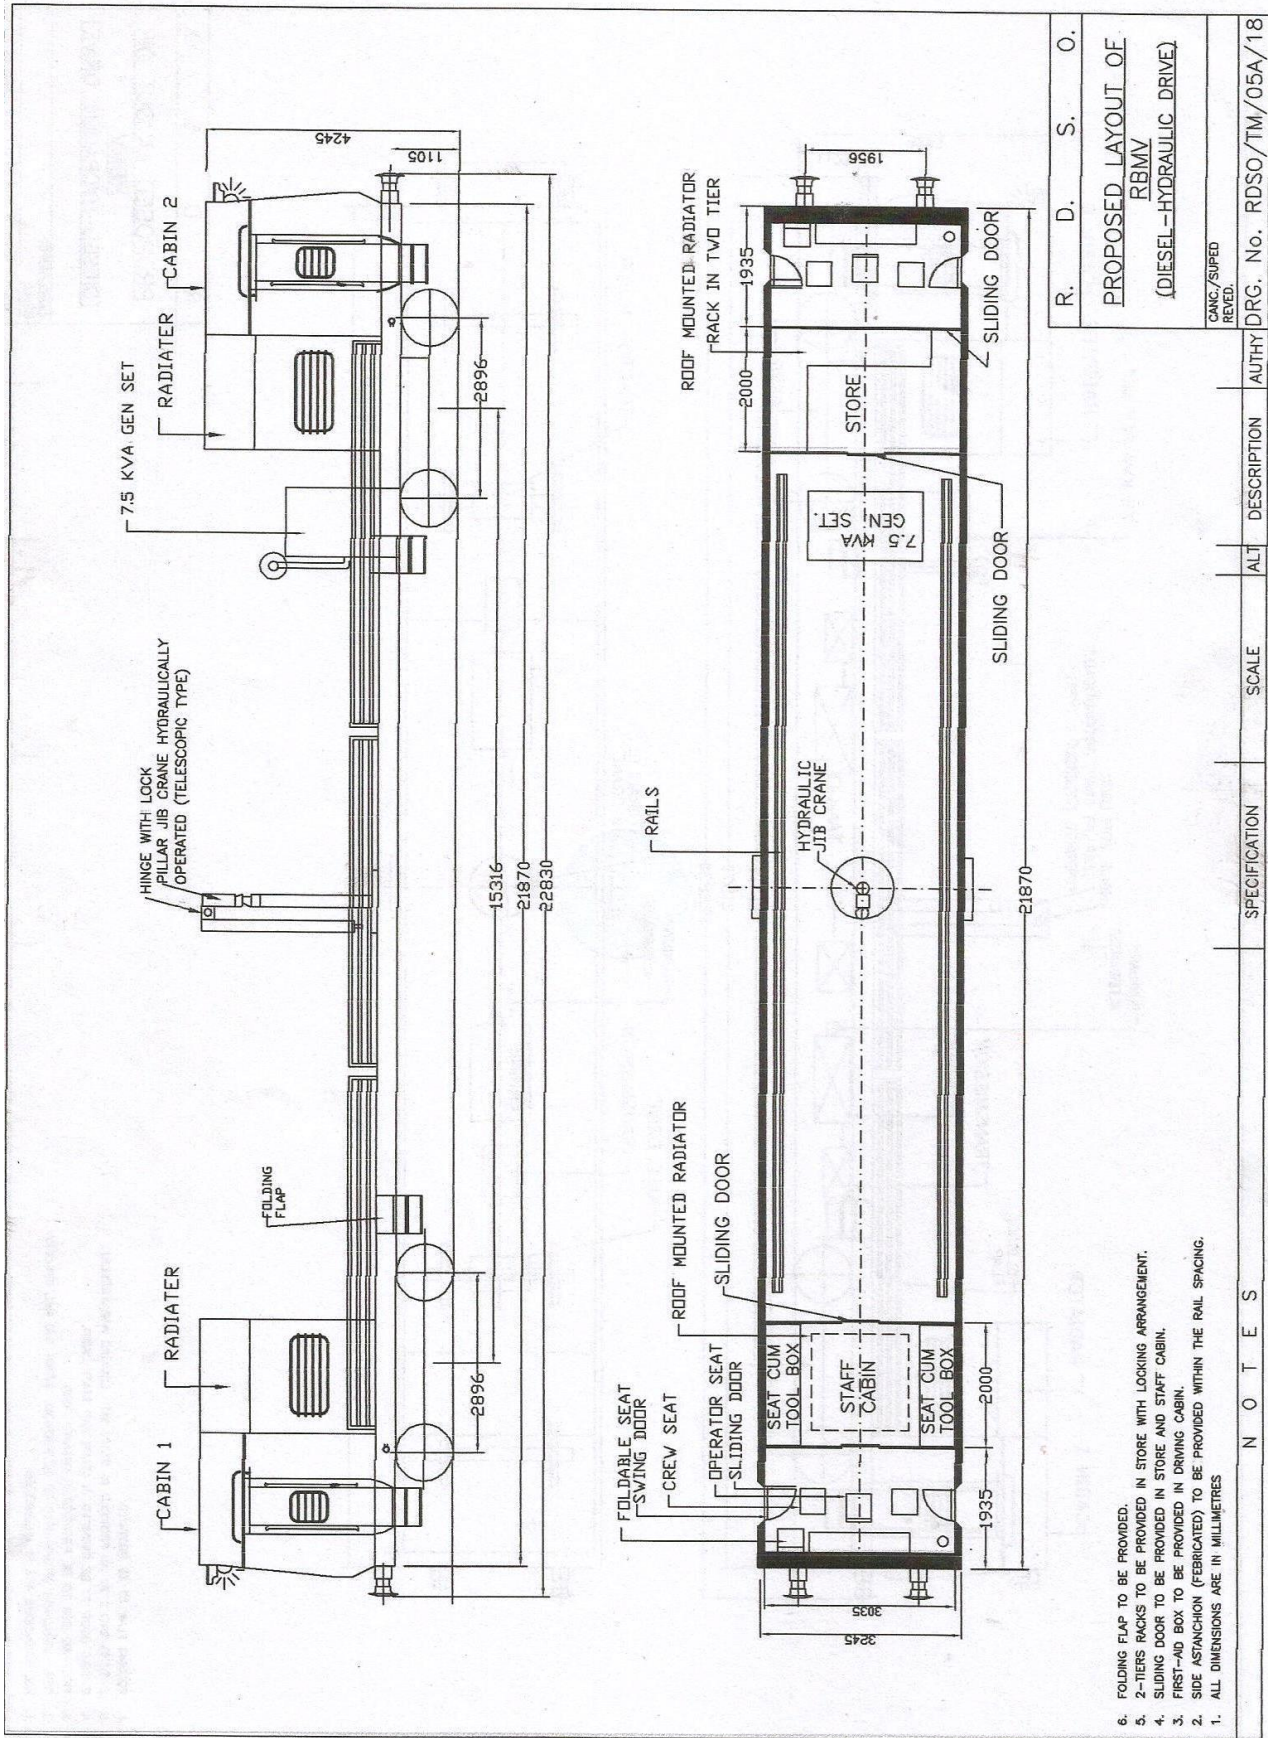 CABIN 1
RADIATER
FOLDING
FLAP
HINGE WITH LOCK
PILLAR JIB CRANE HYDRAULICALLY
OPERATED (TELESCOPIC TYPE)
7.5 KVA GEN SET
RADIATER
CABIN 2
4245
1105
2896
2896
15316
21870
22830
FOLDABLE SEAT
SWING DOOR
CREW SEAT
OPERATOR SEAT
SLIDING DOOR
ROOF MOUNTED RADIATOR
SLIDING DOOR
RAILS
HYDRAULIC
JIB CRANE
ROOF MOUNTED RADIATOR
RACK IN TWO TIER
1956
3035
3245
SEAT CUM
TOOL BOX
STAFF
CABIN
SEAT CUM
TOOL BOX
7.5 KVA
GEN SET.
STORE
2000
1935
1935
2000
SLIDING DOOR
SLIDING DOOR
21870
6. FOLDING FLAP TO BE PROVIDED.
5. 2-TIERS RACKS TO BE PROVIDED IN STORE WITH LOCKING ARRANGEMENT.
4. SLIDING DOOR TO BE PROVIDED IN STORE AND STAFF CABIN.
3. FIRST-AID BOX TO BE PROVIDED IN DRIVING CABIN.
2. SIDE ASTANCHION (FEBRICATED) TO BE PROVIDED WITHIN THE RAIL SPACING.
1. ALL DIMENSIONS ARE IN MILLIMETRES
N O T E S
SPECIFICATION
SCALE
ALT
DESCRIPTION
AUTHY
R. D. S. O.
PROPOSED LAYOUT OF
RBMV
(DIESEL-HYDRAULIC DRIVE)
CANC./SUPED
REVED.
DRG. No. RDSO/TM/05A/18